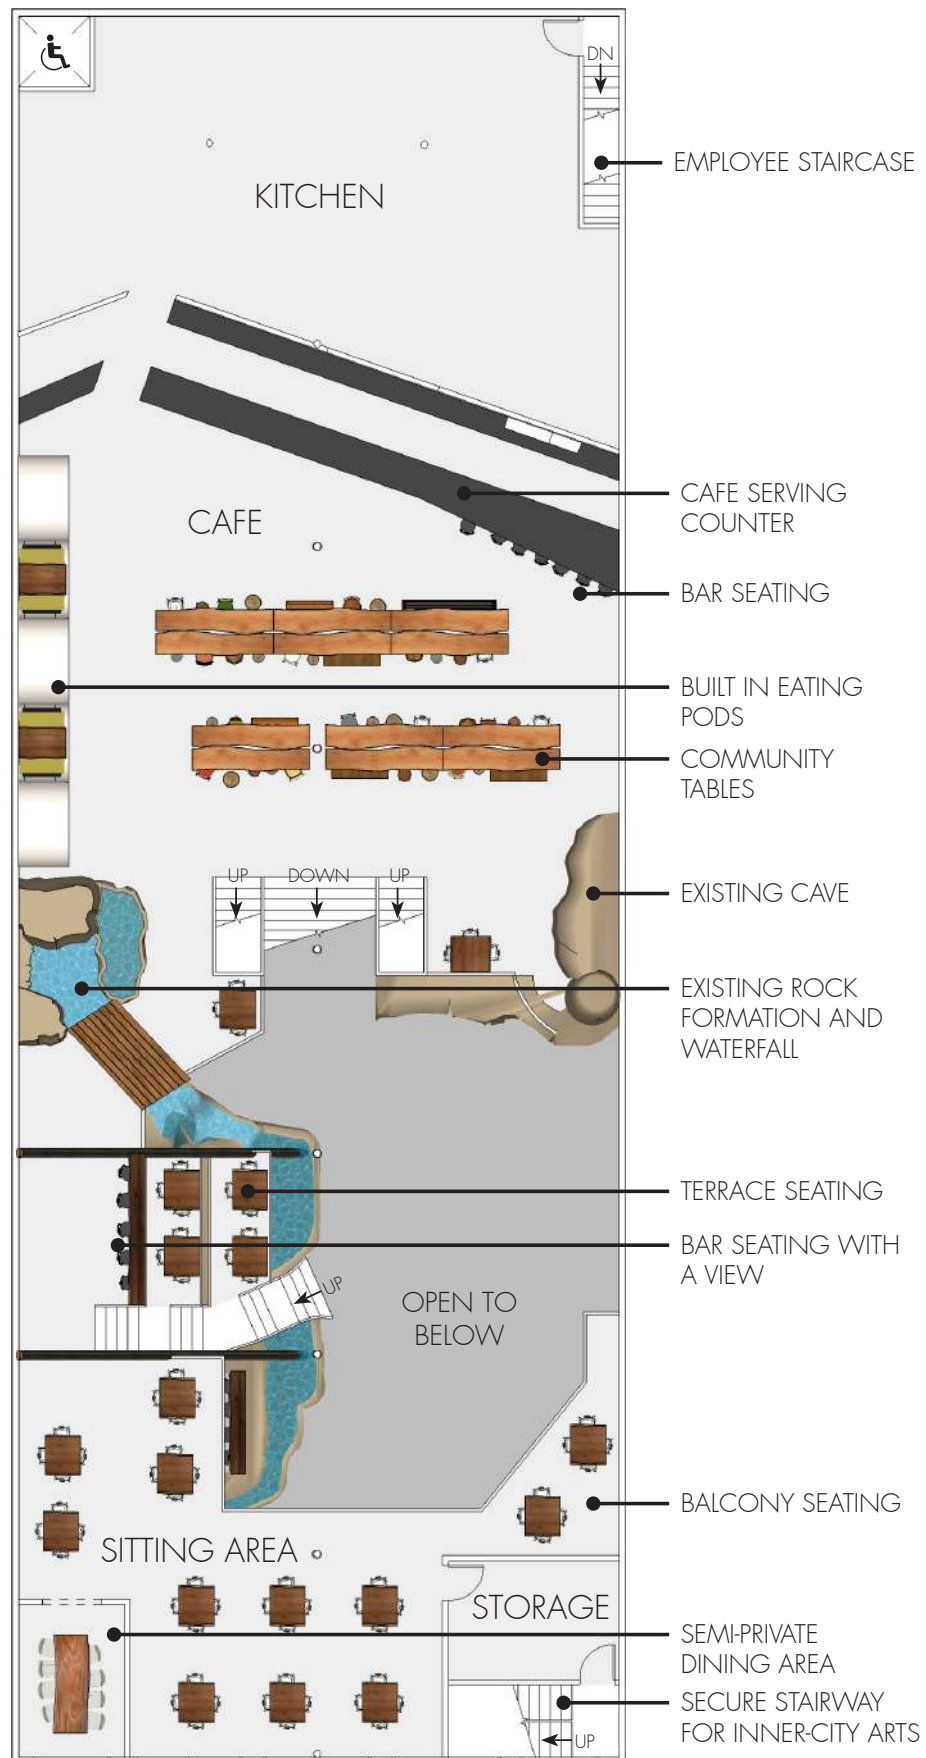 DN
EMPLOYEE STAIRCASE
KITCHEN
CAFE SERVING
COUNTER
CAFE
BAR SEATING
BUILT IN EATING
PODS
COMMUNITY
TABLES
UP
DOWN
UP
EXISTING CAVE
EXISTING ROCK
FORMATION AND
WATERFALL
TERRACE SEATING
BAR SEATING WITH
A VIEW
UP
OPEN TO
BELOW
BALCONY SEATING
SITTING AREA
STORAGE
SEMI-PRIVATE
DINING AREA
SECURE STAIRWAY
FOR INNER-CITY ARTS
UP